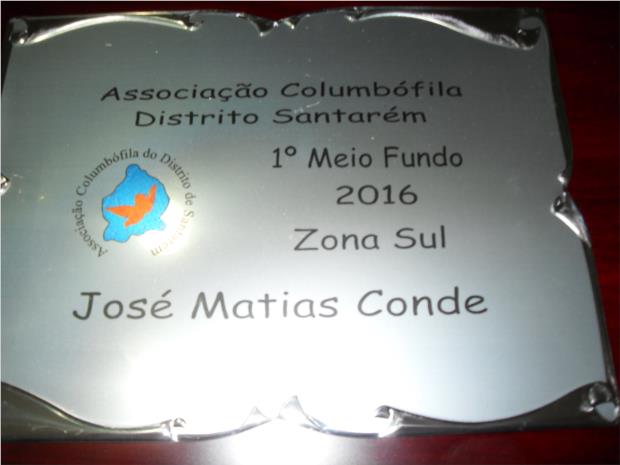 Associação Columbófila
Distrito Santarém
Associação Columbófila do Distrito de Santarém
1º Meio Fundo
2016
Zona Sul
José Matias Conde